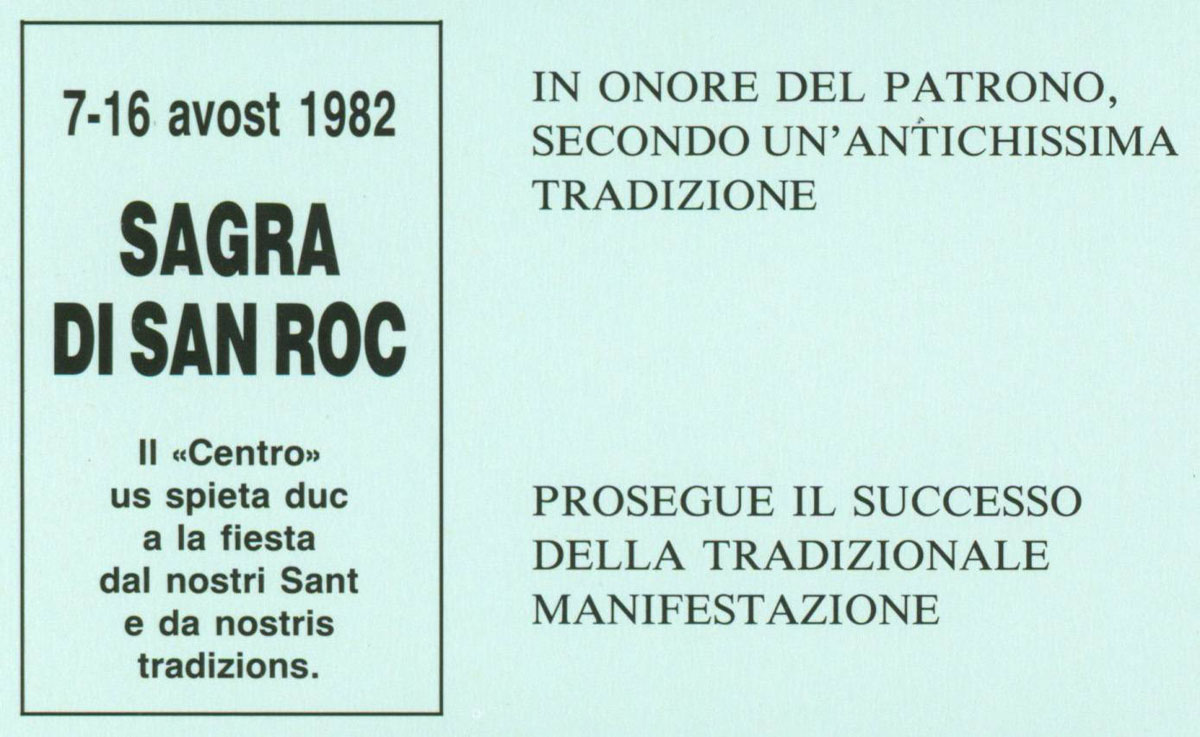 7-16 avost 1982
SAGRA
DI SAN ROC
Il «Centro»
us spieta duc
a la fiesta
dal nostri Sant
e da nostris
tradizions.
IN ONORE DEL PATRONO,
SECONDO UN'ANTICHISSIMA
TRADIZIONE
PROSEGUE IL SUCCESSO
DELLA TRADIZIONALE
MANIFESTAZIONE